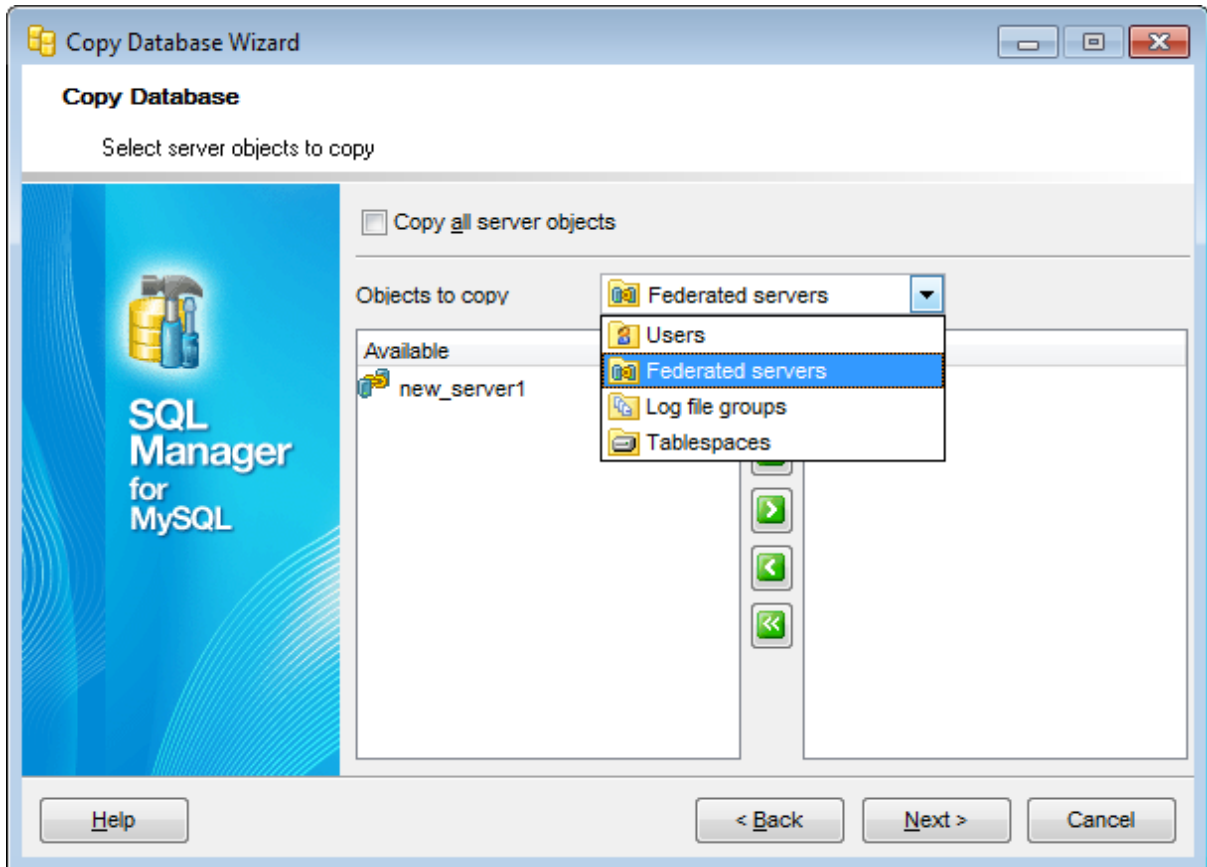 Copy Database Wizard
Copy Database
Select server objects to copy
Copy all server objects
Objects to copy
Federated servers
Users
Federated servers
Log file groups
Tablespaces
Available
new_server1
SQL
Manager
for
MySQL
Help
< Back
Next >
Cancel